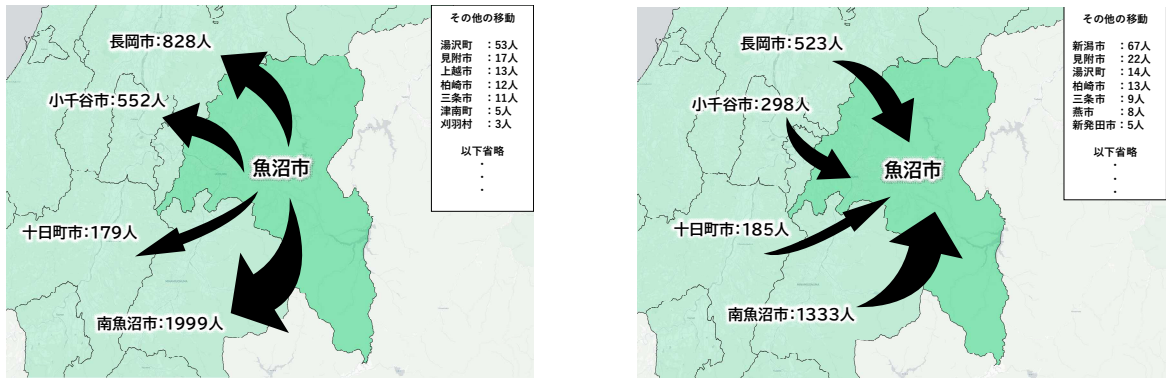 長岡市：828人
小千谷市：552人
魚沼市
十日町市：179人
南魚沼市：1999人
その他の移動
湯沢町　：53人
見附市　：17人
上越市　：13人
柏崎市　：12人
三条市　：11人
津南町　：5人
刈羽村　：3人
以下省略
・
・
・
長岡市：523人
小千谷市：298人
魚沼市
十日町市：185人
南魚沼市：1333人
その他の移動
新潟市　：67人
見附市　：22人
湯沢町　：14人
柏崎市　：13人
三条市　：9人
燕市　　：8人
新発田市：5人
以下省略
・
・
・